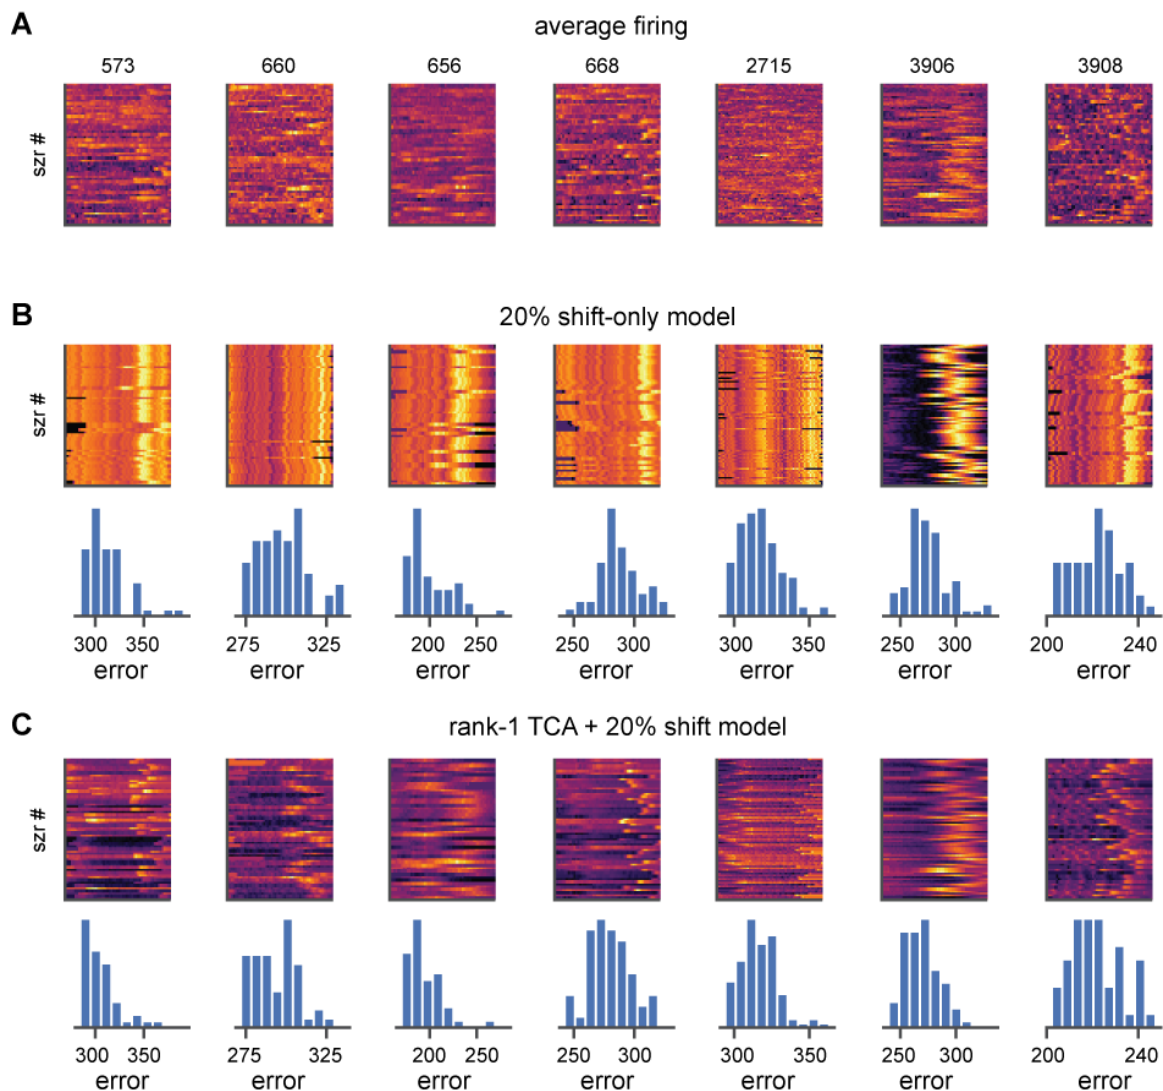 A
average firing
573 660 656 668 2715 3906 3908
szr #
B
20% shift-only model
szr #
300 350 275 325 200 250 250 300 300 350 250 300 200 240
error error error error error error error
C
rank-1 TCA + 20% shift model
szr #
300 350 275 325 200 250 250 300 300 350 250 300 200 240
error error error error error error error